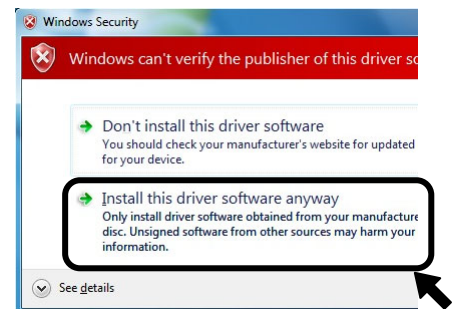 Windows Security
Windows can't verify the publisher of this driver so
Don't install this driver software
You should check your manufacturer's website for updated
for your device.
Install this driver software anyway
Only install driver software obtained from your manufacture
disc. Unsigned software from other sources may harm your
information.
See details